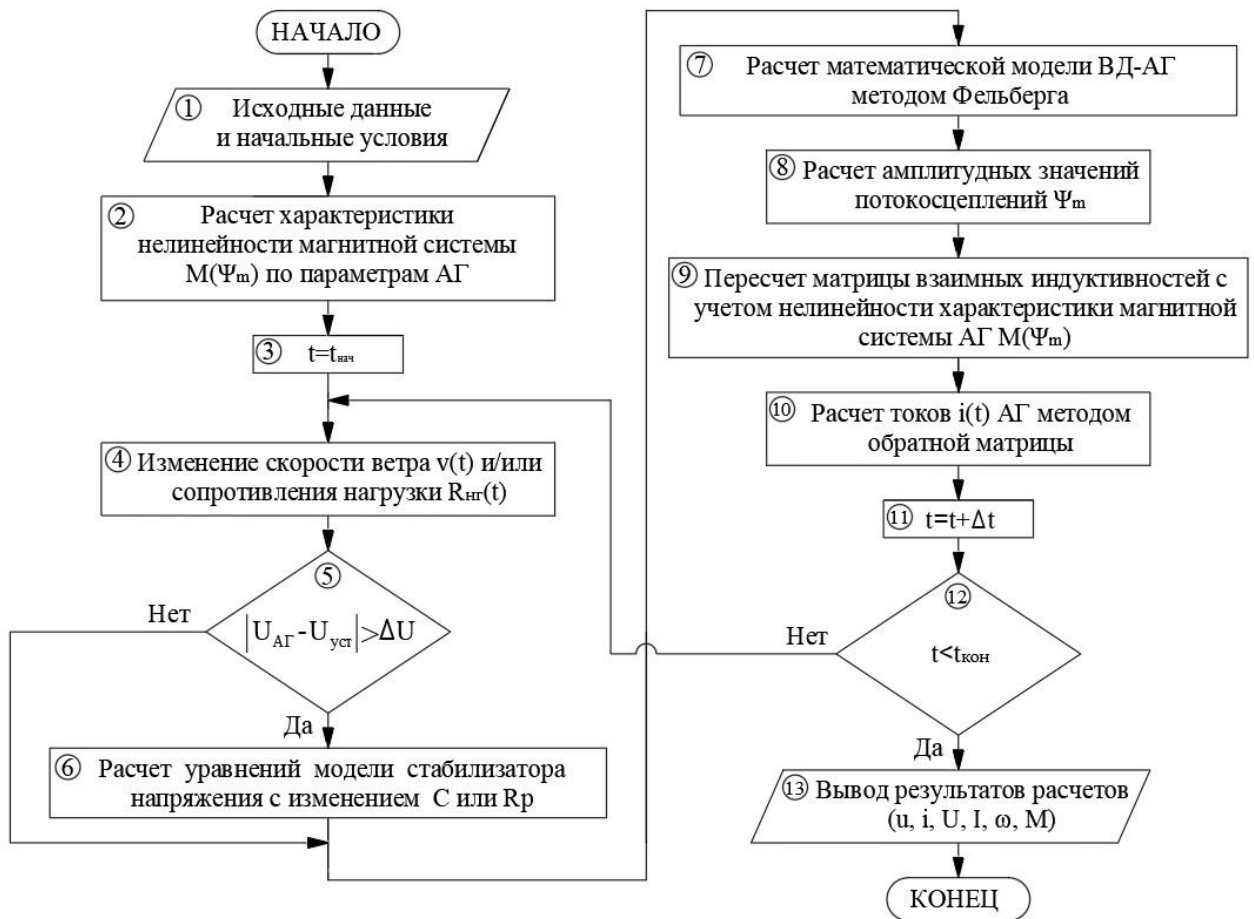 НАЧАЛО
① Исходные данные
и начальные условия
② Расчет характеристики
нелинейности магнитной системы
М(Ψm) по параметрам АГ
③ t=tнач
④ Изменение скорости ветра v(t) и/или
сопротивления нагрузки Rнг(t)
⑤
Нет
|UАГ-Uуст|>ΔU
Да
⑥ Расчет уравнений модели стабилизатора
напряжения с изменением С или Rр
⑦ Расчет математической модели ВД-АГ
методом Фельберга
⑧ Расчет амплитудных значений
потокосцеплений Ψm
⑨ Пересчет матрицы взаимных индуктивностей с
учетом нелинейности характеристики магнитной
системы АГ М(Ψm)
⑩ Расчет токов i(t) АГ методом
обратной матрицы
⑪ t=t+Δt
⑫
Нет
t<tкон
Да
⑬ Вывод результатов расчетов
(u, i, U, I, ω, M)
КОНЕЦ